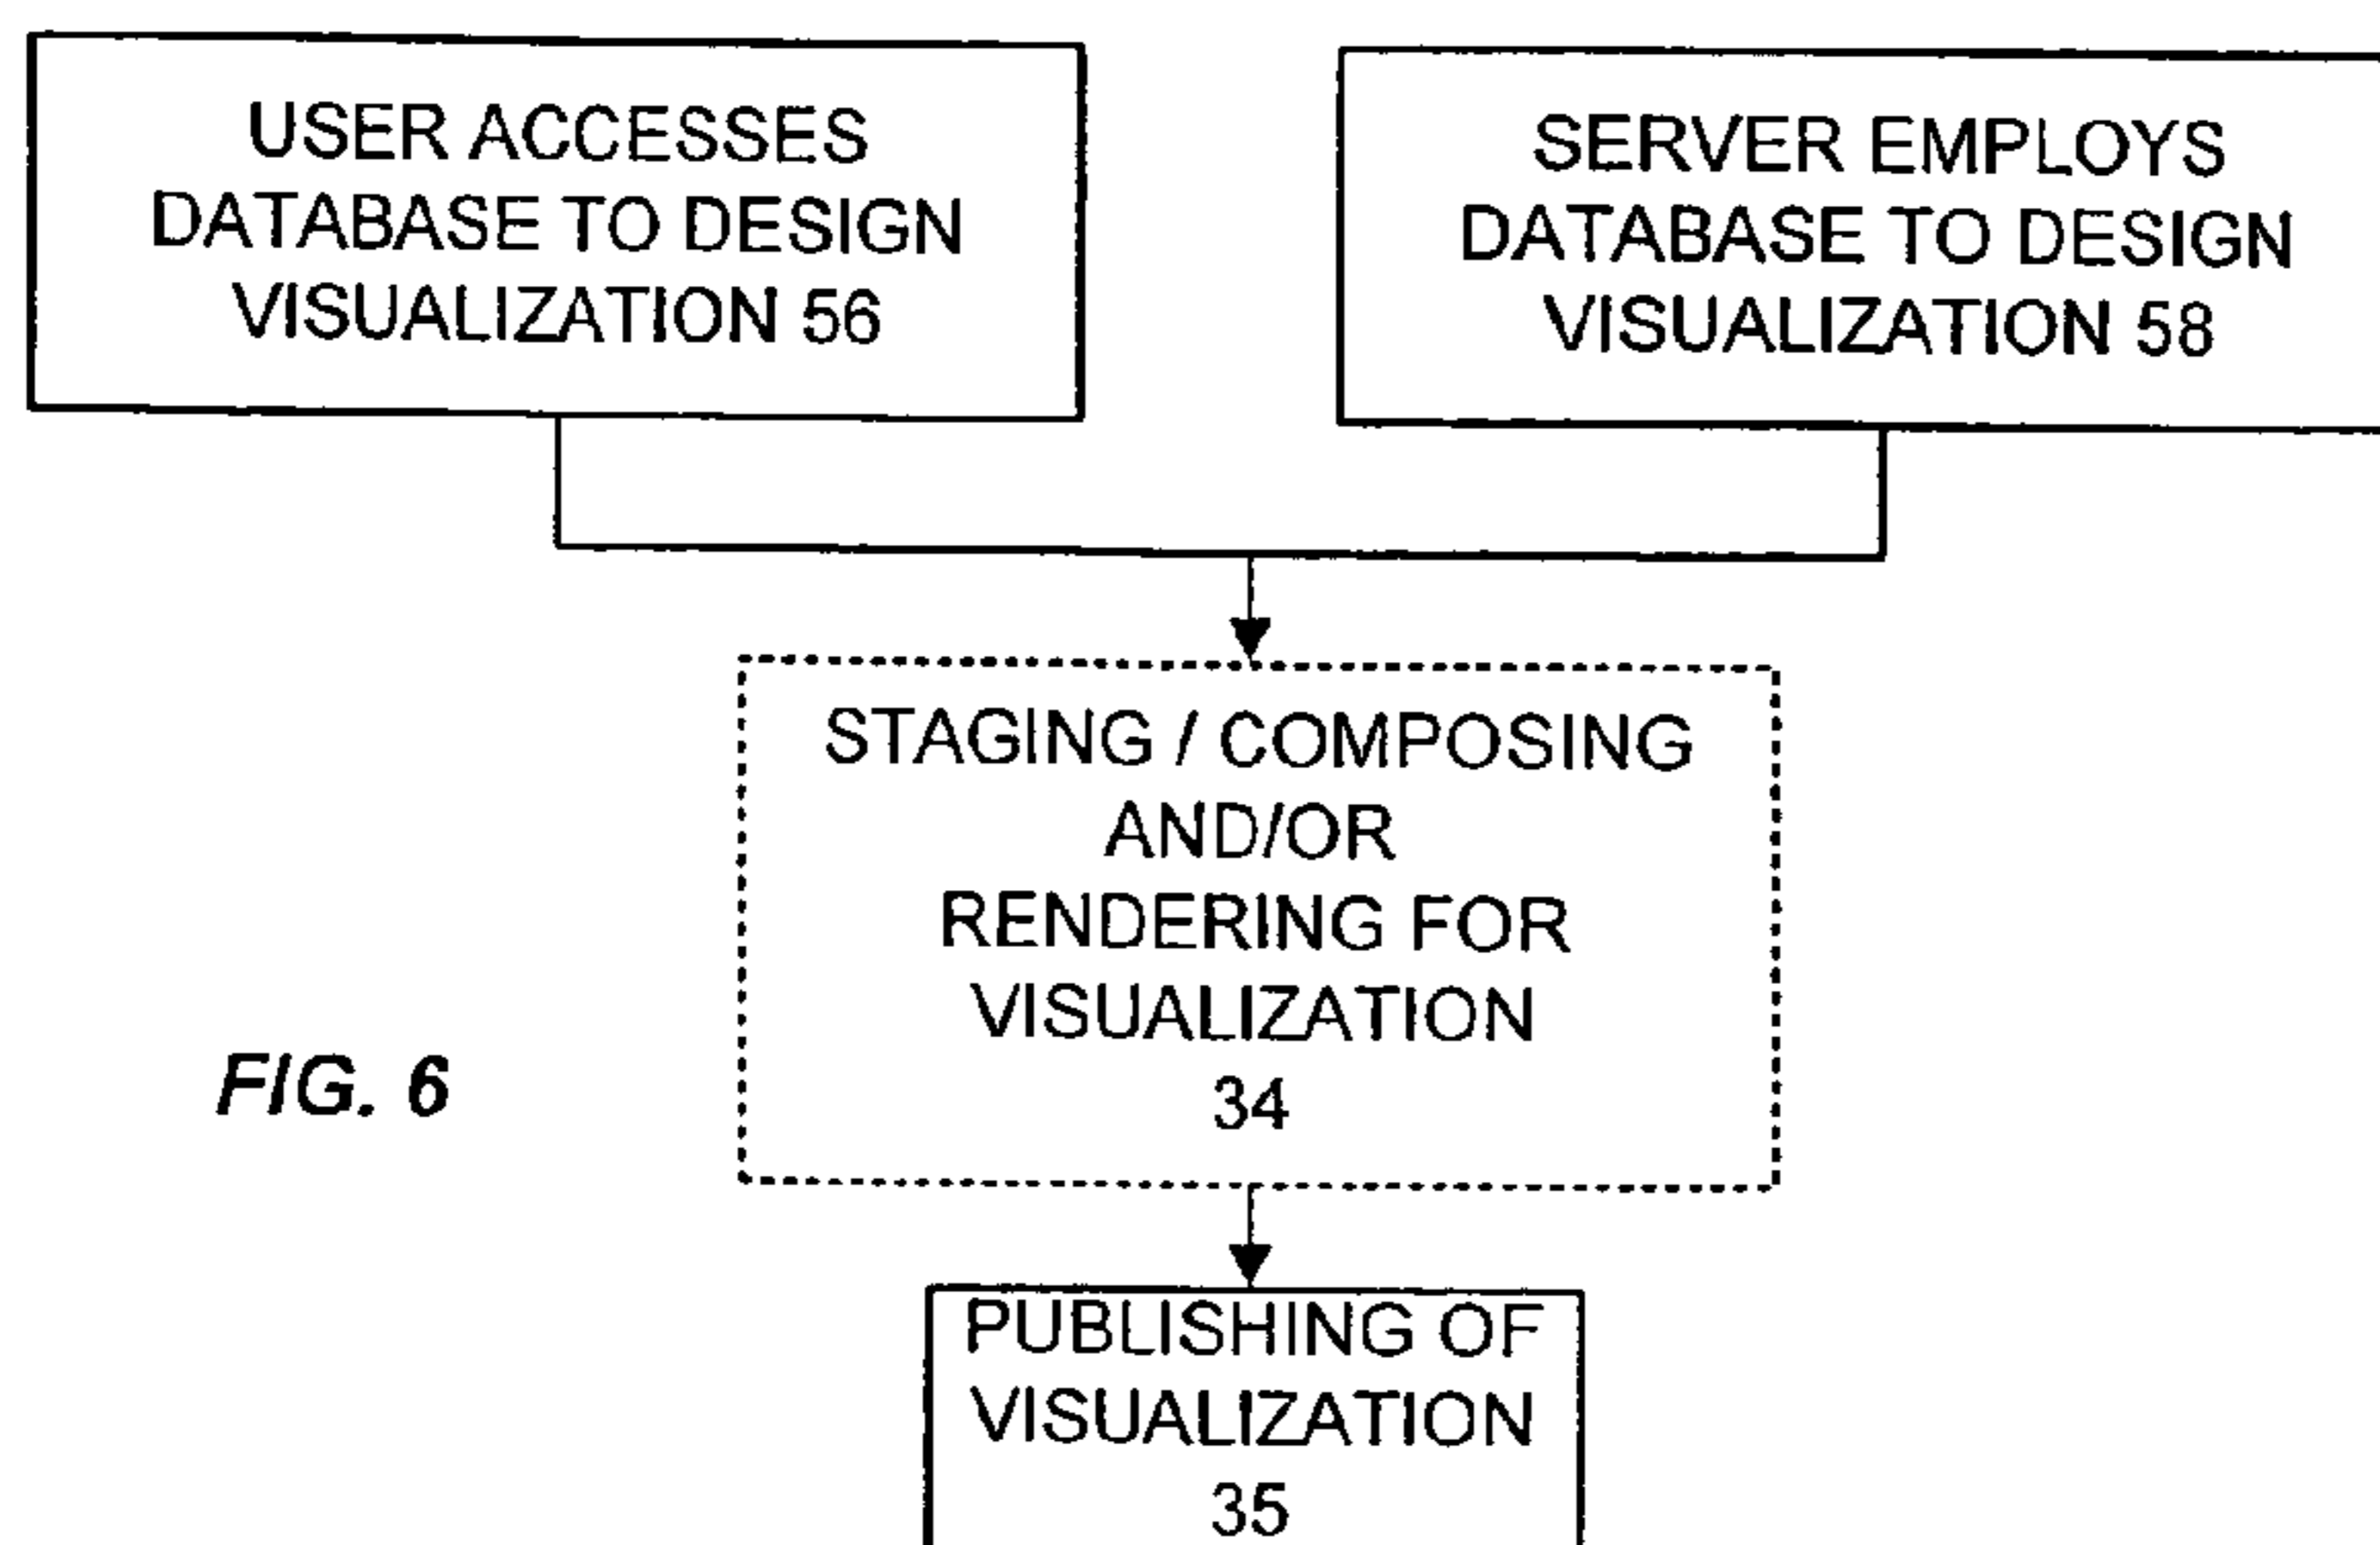 USER ACCESSES
DATABASE TO DESIGN
VISUALIZATION 56
SERVER EMPLOYS
DATABASE TO DESIGN
VISUALIZATION 58
STAGING / COMPOSING
AND/OR
RENDERING FOR
VISUALIZATION
34
FIG. 6
PUBLISHING OF
VISUALIZATION
35